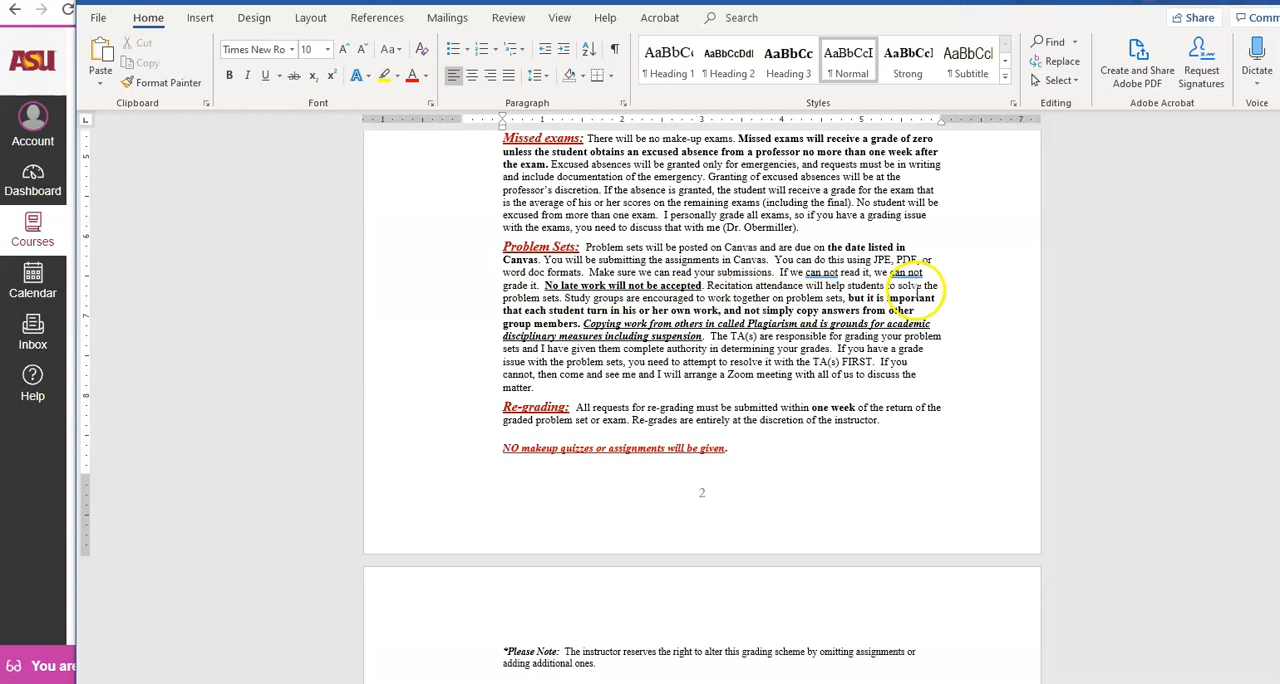 File Home Insert Design Layout References Mailings Review View Help Acrobat Search Share Comm
ASU
Account
Dashboard
Courses
Calendar
Inbox
Help
You are
Paste
Cut
Copy
Format Painter
Clipboard
Times New Ro 10
Font
Paragraph
AaBbC AaBbCcDd AaBbCc AaBbCcI AaBbCcI AaBbCcI
¶ Heading 1 ¶ Heading 2 Heading 3 ¶ Normal Strong ¶ Subtitle
Styles
Find
Replace
Select
Editing
Create and Share Adobe PDF
Request Signatures
Adobe Acrobat
Dictate
Voice
1 1 2 3 4 5 7
Missed exams: There will be no make-up exams. Missed exams will receive a grade of zero
unless the student obtains an excused absence from a professor no more than one week after
the exam. Excused absences will be granted only for emergencies, and requests must be in writing
and include documentation of the emergency. Granting of excused absences will be at the
professor's discretion. If the absence is granted, the student will receive a grade for the exam that
is the average of his or her scores on the remaining exams (including the final). No student will be
excused from more than one exam. I personally grade all exams, so if you have a grading issue
with the exams, you need to discuss that with me (Dr. Obermiller).
Problem Sets: Problem sets will be posted on Canvas and are due on the date listed in
Canvas. You will be submitting the assignments in Canvas. You can do this using JPE, PDF, or
word doc formats. Make sure we can read your submissions. If we can not read it, we can not
grade it. No late work will not be accepted. Recitation attendance will help students to solve the
problem sets. Study groups are encouraged to work together on problem sets, but it is important
that each student turn in his or her own work, and not simply copy answers from other
group members. Copying work from others in called Plagiarism and is grounds for academic
disciplinary measures including suspension. The TA(s) are responsible for grading your problem
sets and I have given them complete authority in determining your grades. If you have a grade
issue with the problem sets, you need to attempt to resolve it with the TA(s) FIRST. If you
cannot, then come and see me and I will arrange a Zoom meeting with all of us to discuss the
matter.
Re-grading: All requests for re-grading must be submitted within one week of the return of the
graded problem set or exam. Re-grades are entirely at the discretion of the instructor.
NO makeup quizzes or assignments will be given.
2
*Please Note: The instructor reserves the right to alter this grading scheme by omitting assignments or
adding additional ones.